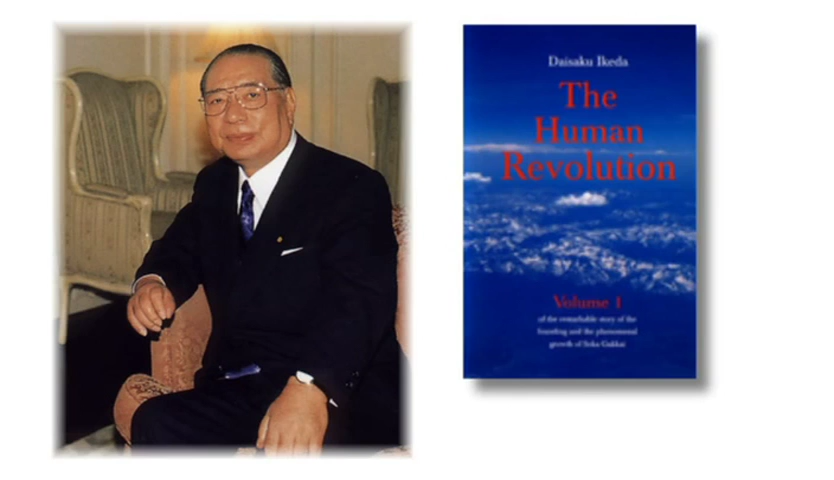 Daisaku Ikeda
The
Human
Revolution
Volume 1
of the remarkable story of the
founding and the phenomenal
growth of Soka Gakkai